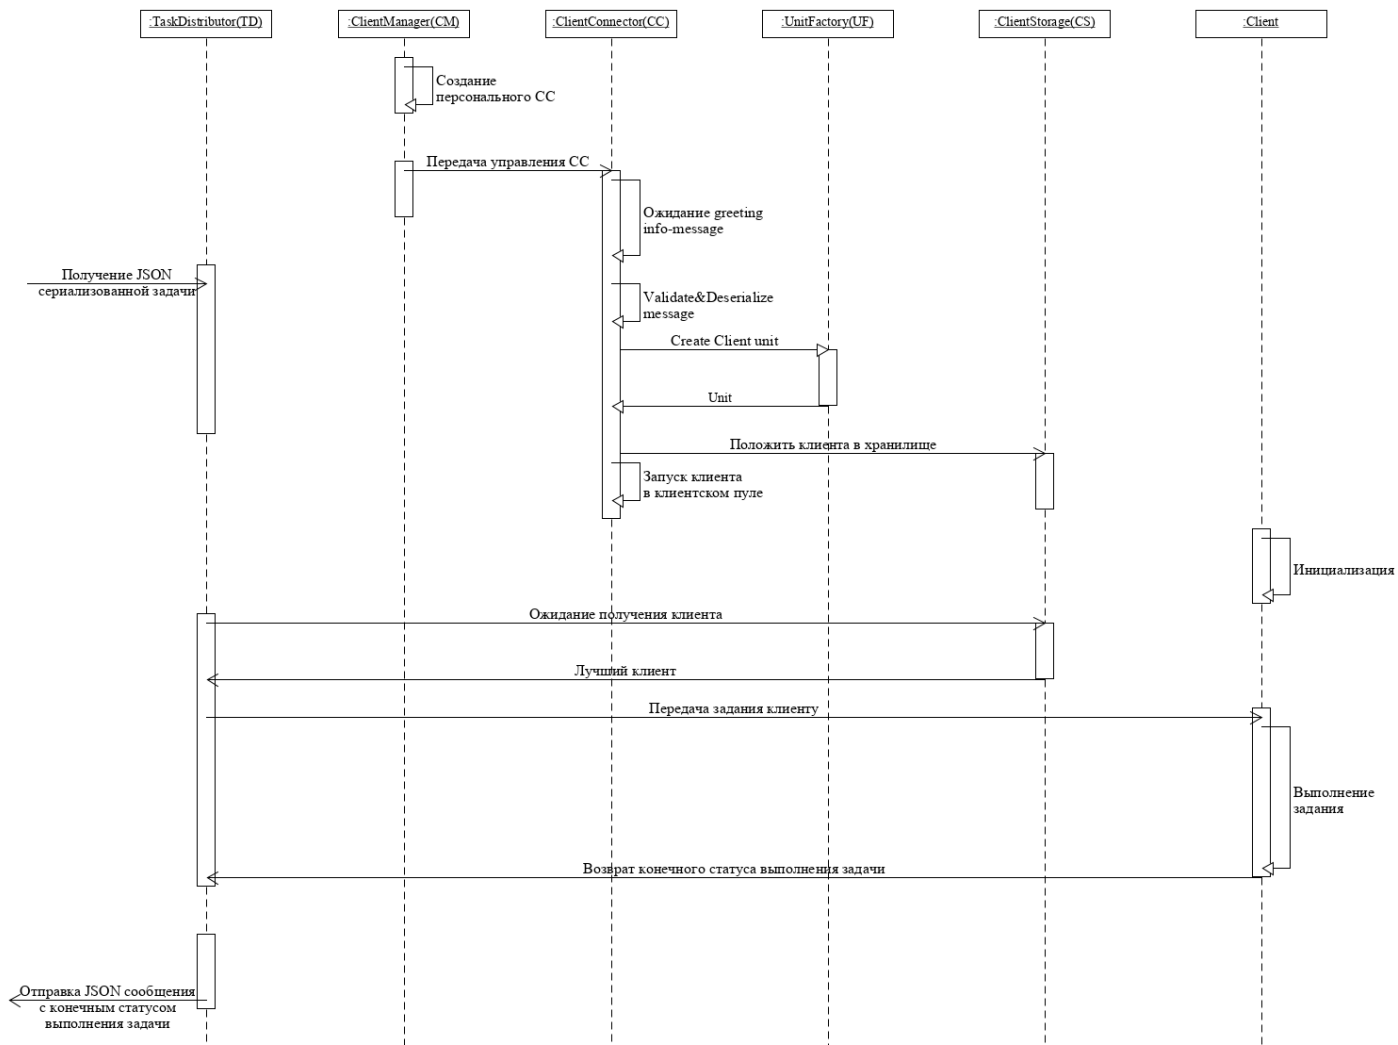 :TaskDistributor(TD)
:ClientManager(CM)
:ClientConnector(CC)
:UnitFactory(UF)
:ClientStorage(CS)
:Client
Создание
персонального CC
Передача управления CC
Ожидание greeting
info-message
Получение JSON
сериализованной задачи
Validate&Deserialize
message
Create Client unit
Unit
Положить клиента в хранилище
Запуск клиента
в клиентском пуле
Инициализация
Ожидание получения клиента
Лучший клиент
Передача задания клиенту
Выполнение
задания
Возврат конечного статуса выполнения задачи
Отправка JSON сообщения
с конечным статусом
выполнения задачи